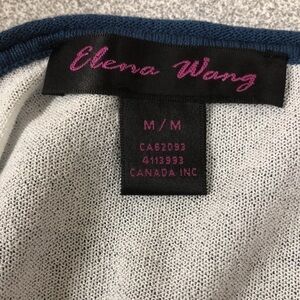 Elena Wang
M / M
CA62093
4113993
CANADA INC